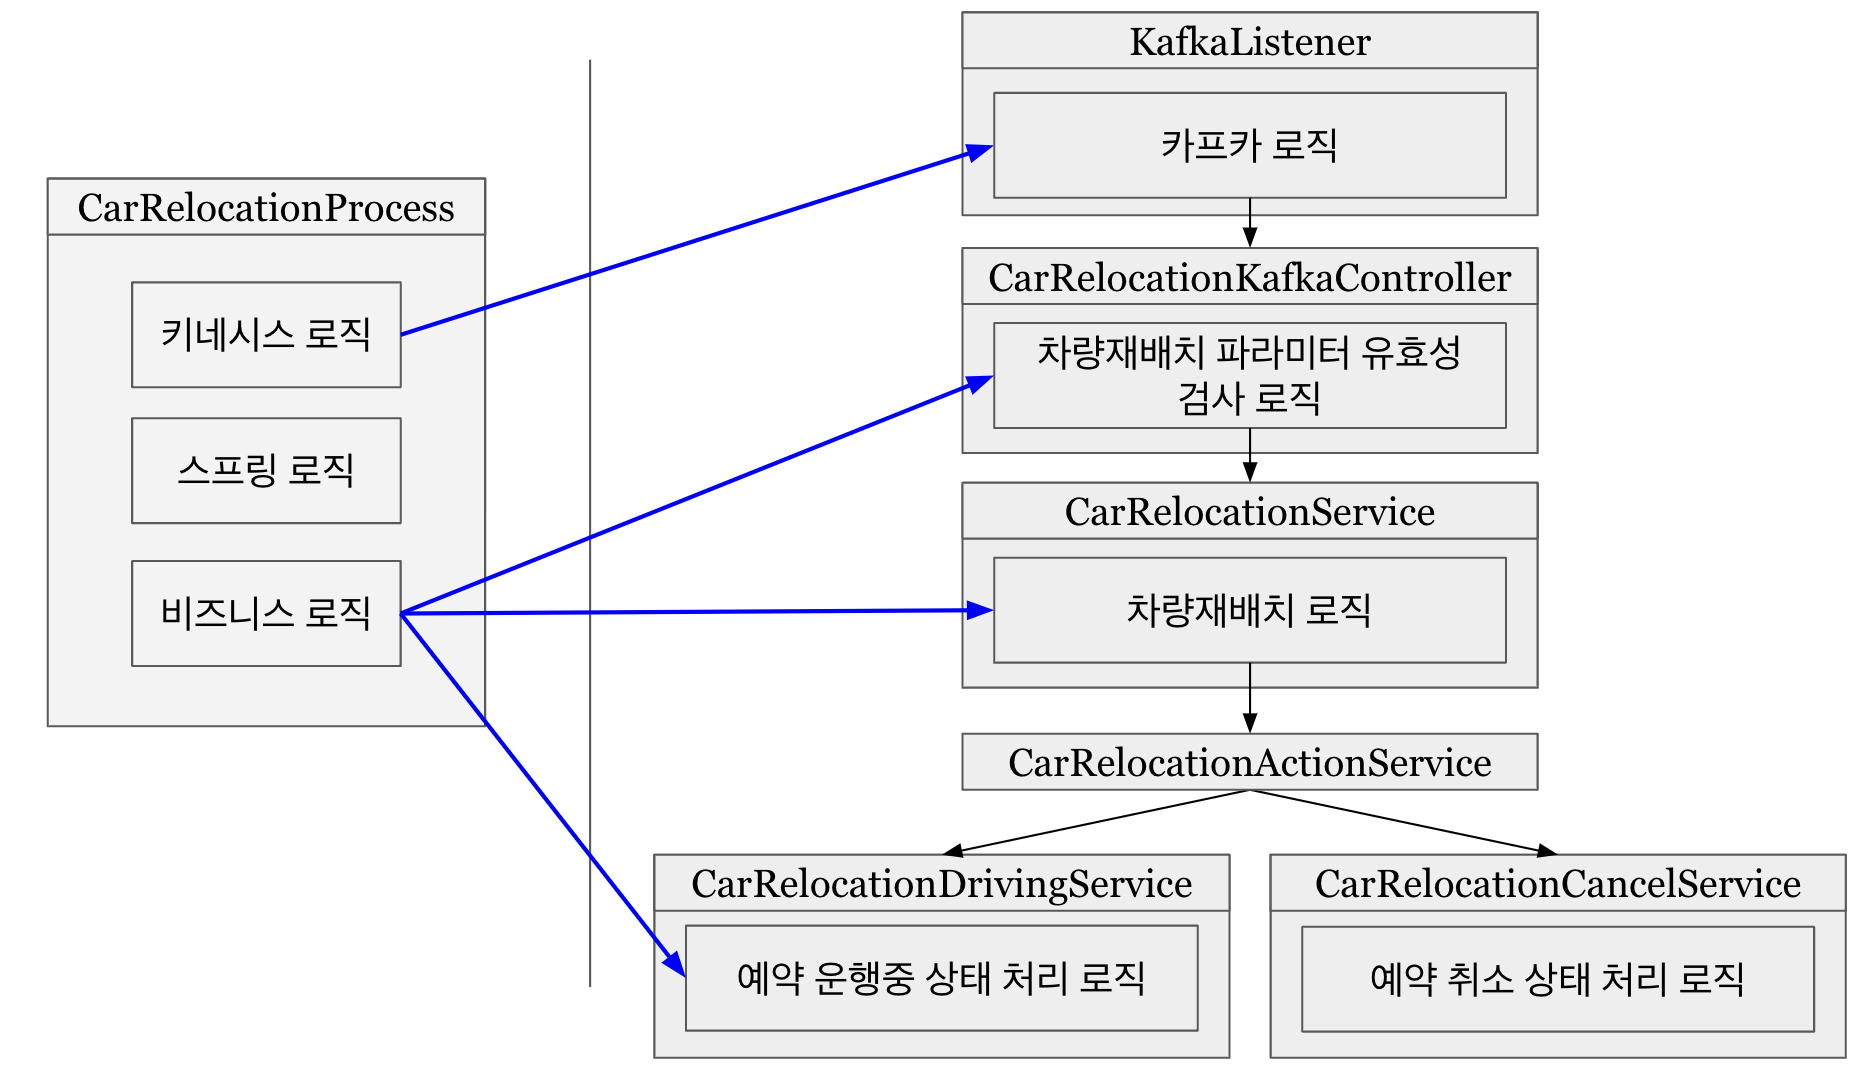 CarRelocationProcess
키네시스 로직
스프링 로직
비즈니스 로직
KafkaListener
카프카 로직
CarRelocationKafkaController
차량재배치 파라미터 유효성
검사 로직
CarRelocationService
차량재배치 로직
CarRelocationActionService
CarRelocationDrivingService
예약 운행중 상태 처리 로직
CarRelocationCancelService
예약 취소 상태 처리 로직